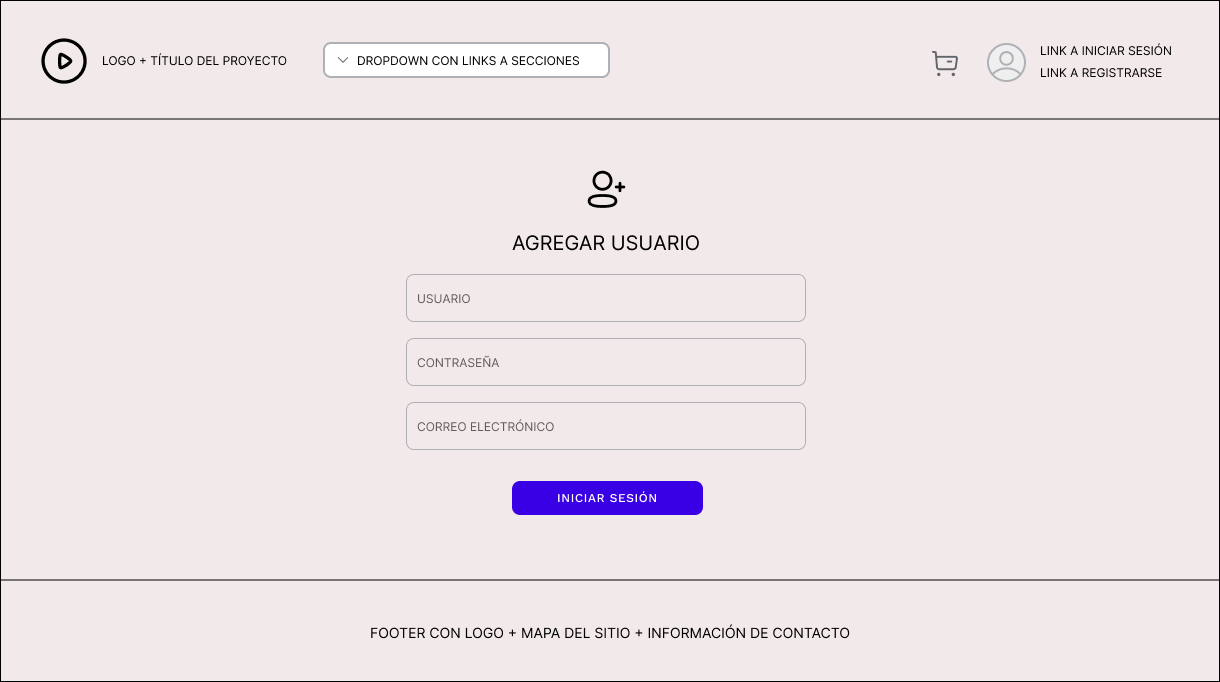 LOGO + TÍTULO DEL PROYECTO
DROPDOWN CON LINKS A SECCIONES
LINK A INICIAR SESIÓN
LINK A REGISTRARSE
AGREGAR USUARIO
USUARIO
CONTRASEÑA
CORREO ELECTRÓNICO
INICIAR SESIÓN
FOOTER CON LOGO + MAPA DEL SITIO + INFORMACIÓN DE CONTACTO